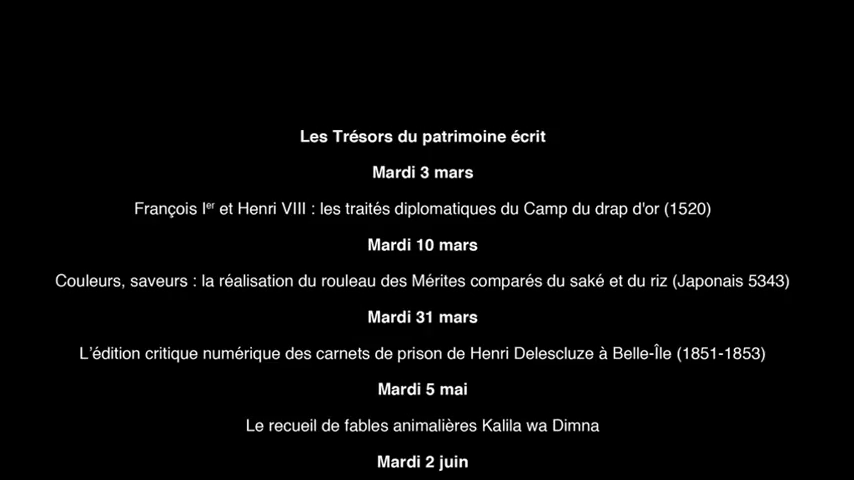 Les Trésors du patrimoine écrit
Mardi 3 mars
François Ier et Henri VIII : les traités diplomatiques du Camp du drap d'or (1520)
Mardi 10 mars
Couleurs, saveurs : la réalisation du rouleau des Mérites comparés du saké et du riz (Japonais 5343)
Mardi 31 mars
L’édition critique numérique des carnets de prison de Henri Delescluze à Belle-Île (1851-1853)
Mardi 5 mai
Le recueil de fables animalières Kalila wa Dimna
Mardi 2 juin